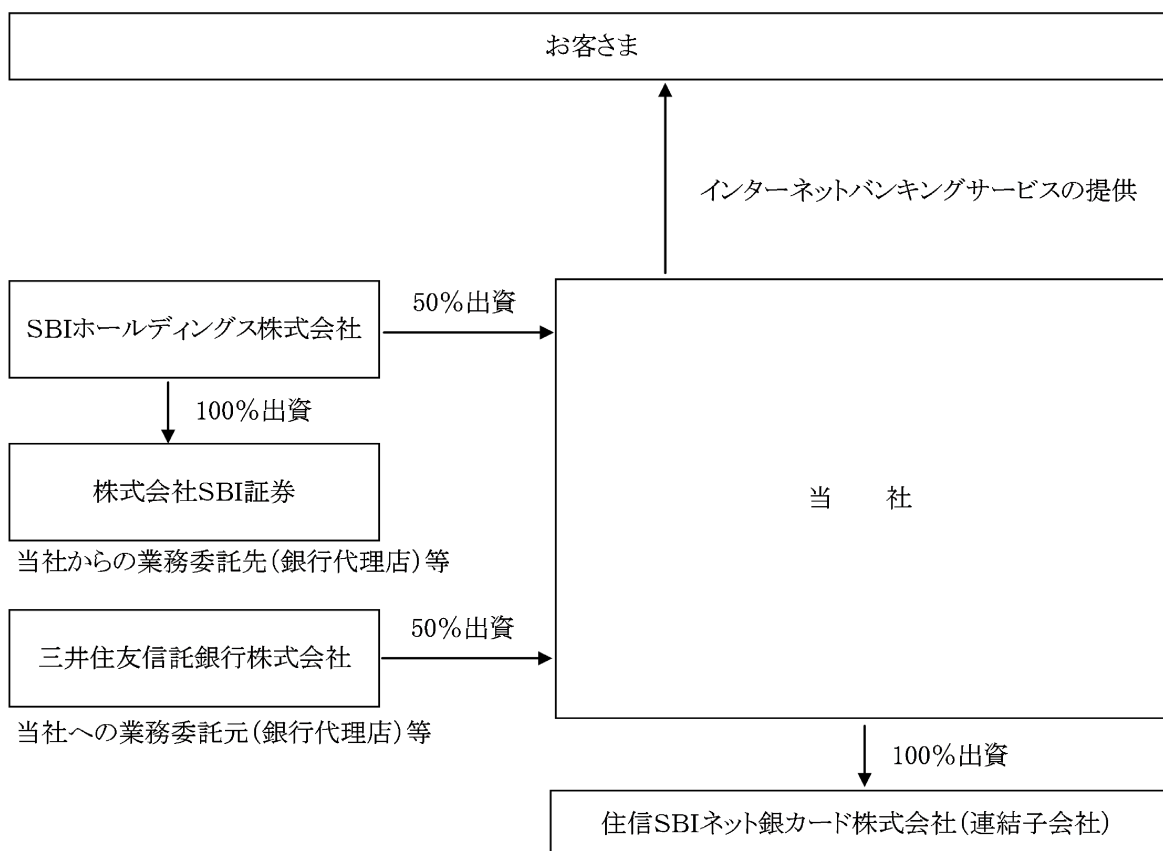 お客さま
インターネットバンキングサービスの提供
50%出資
SBIホールディングス株式会社
100%出資
株式会社SBI証券
当　　社
当社からの業務委託先(銀行代理店)等
50%出資
三井住友信託銀行株式会社
当社への業務委託元(銀行代理店)等
100%出資
住信SBIネット銀カード株式会社(連結子会社)